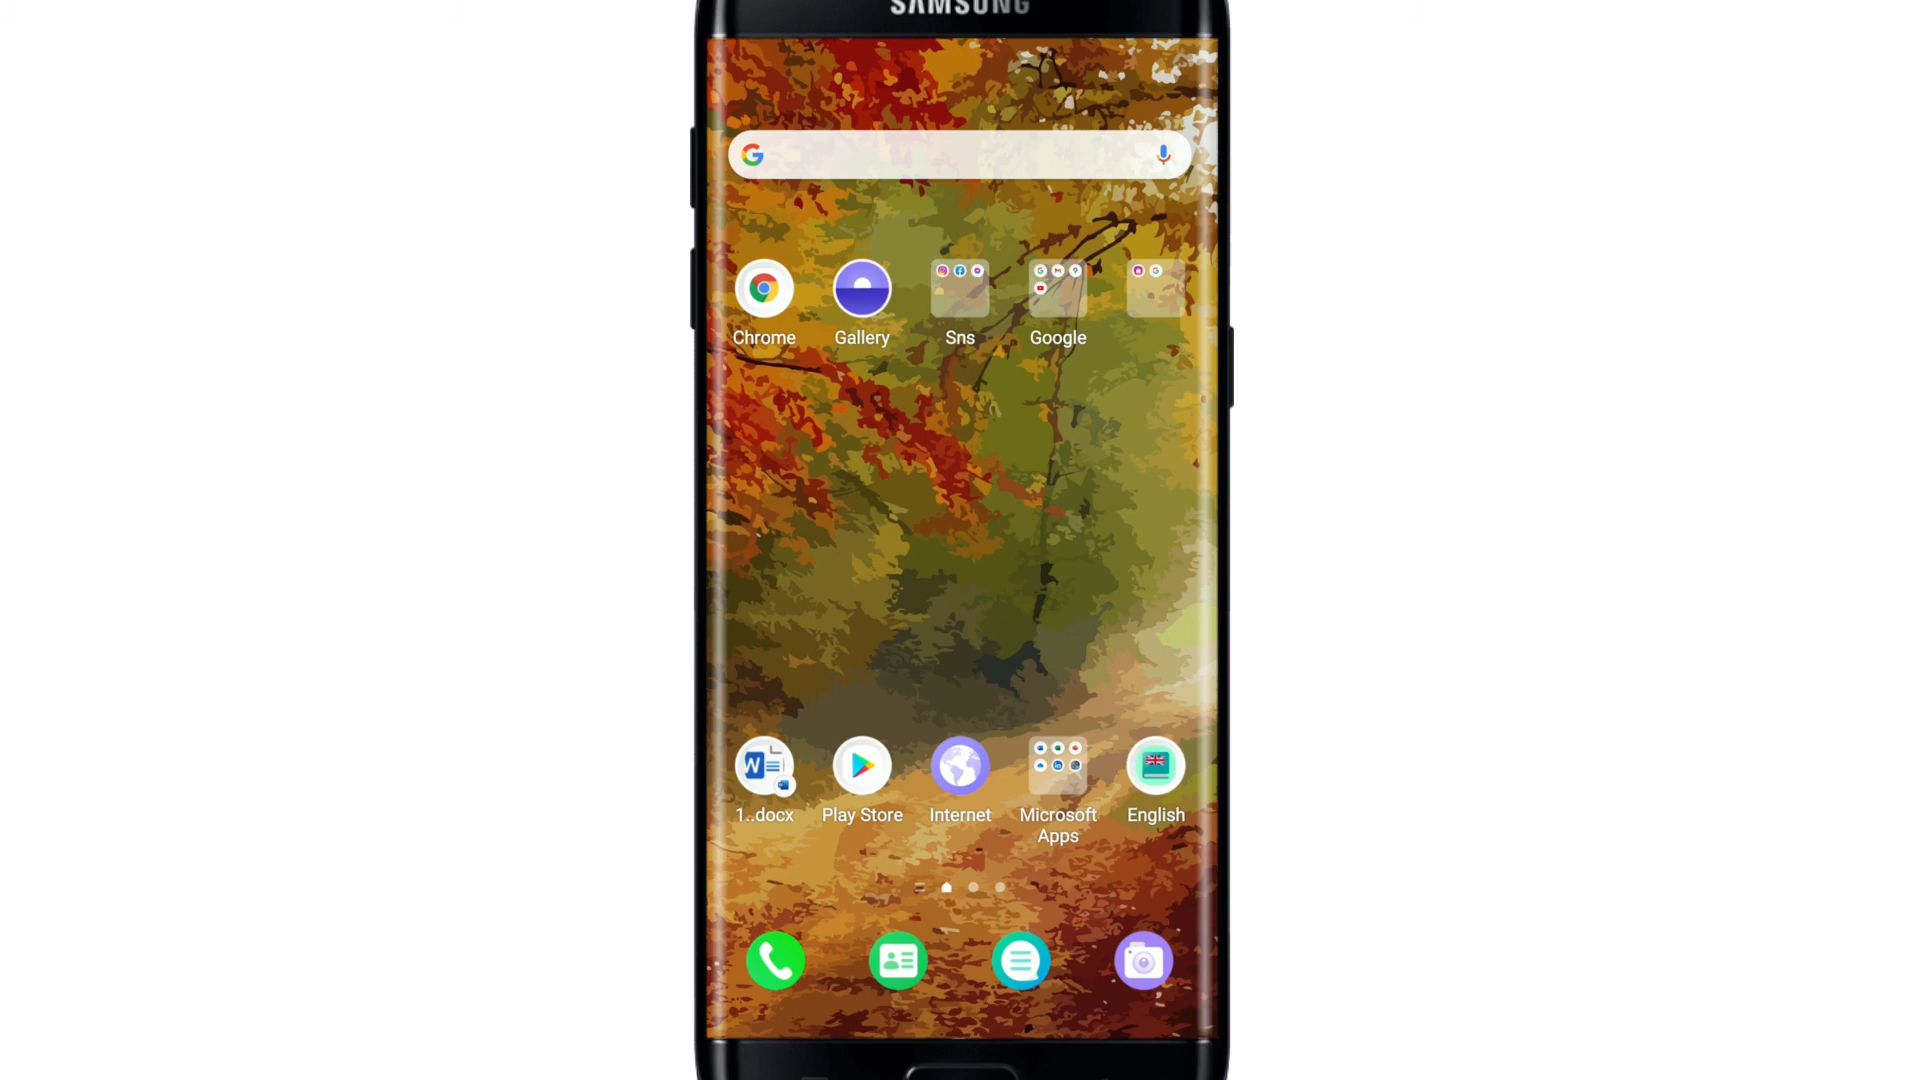 SAMSUNG
Chrome
Gallery
Sns
Google
1..docx
Play Store
Internet
Microsoft
Apps
English